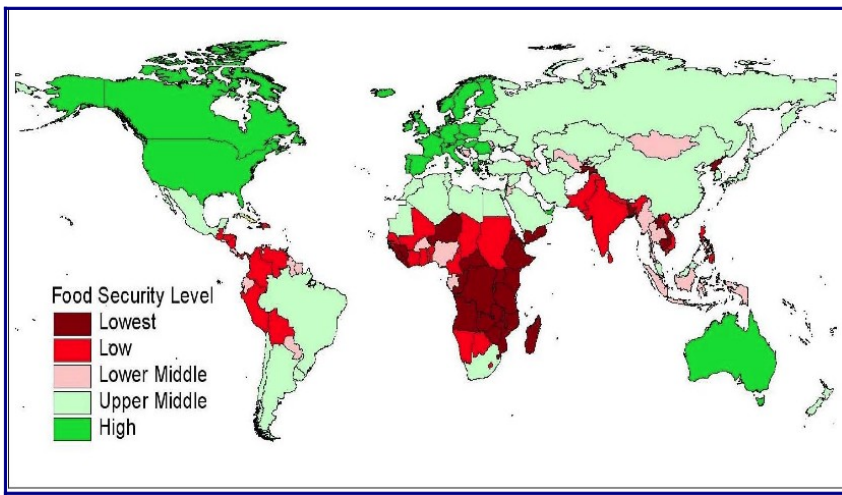 Food Security Level
Lowest
Low
Lower Middle
Upper Middle
High